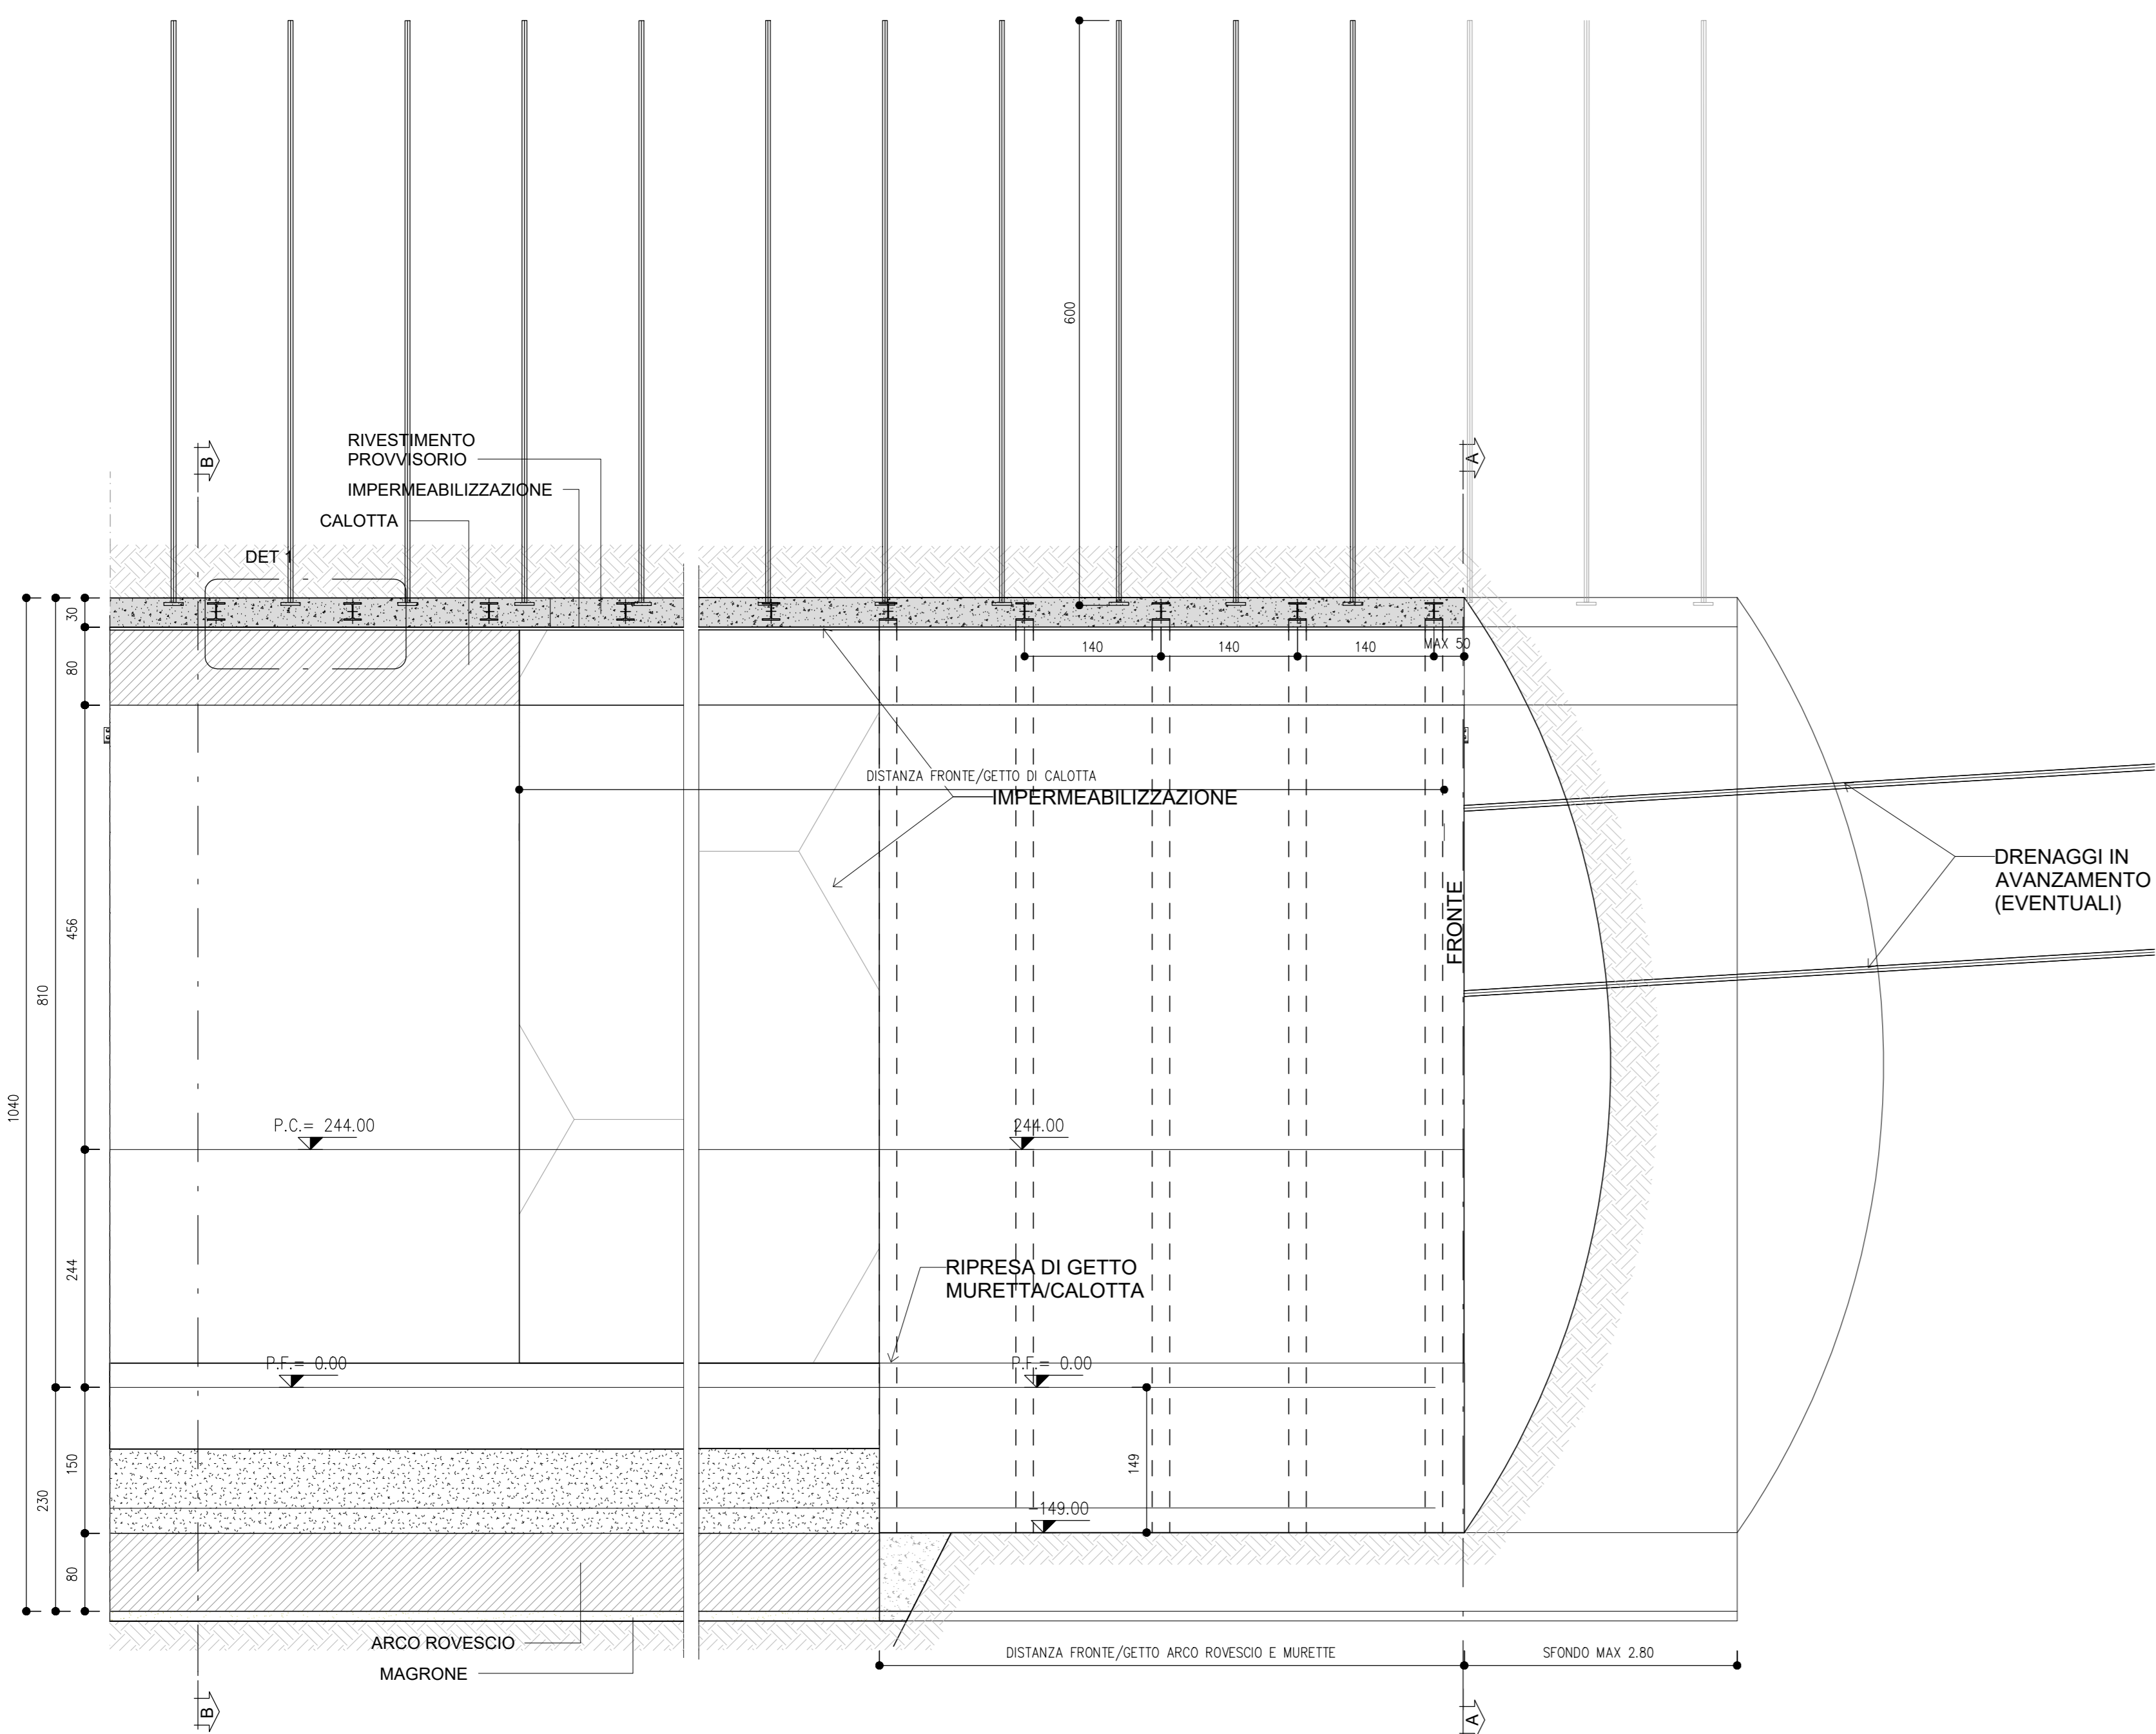 600
RIVESTIMENTO
PROVVISORIO
IMPERMEABILIZZAZIONE
CALOTTA
B
A
DET 1
30
80
140
140
140
MAX 50
DISTANZA FRONTE/GETTO DI CALOTTA
IMPERMEABILIZZAZIONE
DRENAGGI IN
AVANZAMENTO
(EVENTUALI)
FRONTE
456
810
1040
P.C.= 244.00
244.00
244
RIPRESA DI GETTO
MURETTA/CALOTTA
P.F.= 0.00
P.F.= 0.00
150
149
230
-149.00
80
ARCO ROVESCIO
MAGRONE
DISTANZA FRONTE/GETTO ARCO ROVESCIO E MURETTE
SFONDO MAX 2.80
B
A